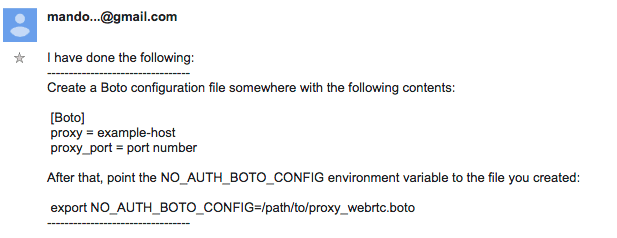 mando...@gmail.com
I have done the following:
---------------------------------
Create a Boto configuration file somewhere with the following contents:
[Boto]
proxy = example-host
proxy_port = port number
After that, point the NO_AUTH_BOTO_CONFIG environment variable to the file you created:
export NO_AUTH_BOTO_CONFIG=/path/to/proxy_webrtc.boto
---------------------------------